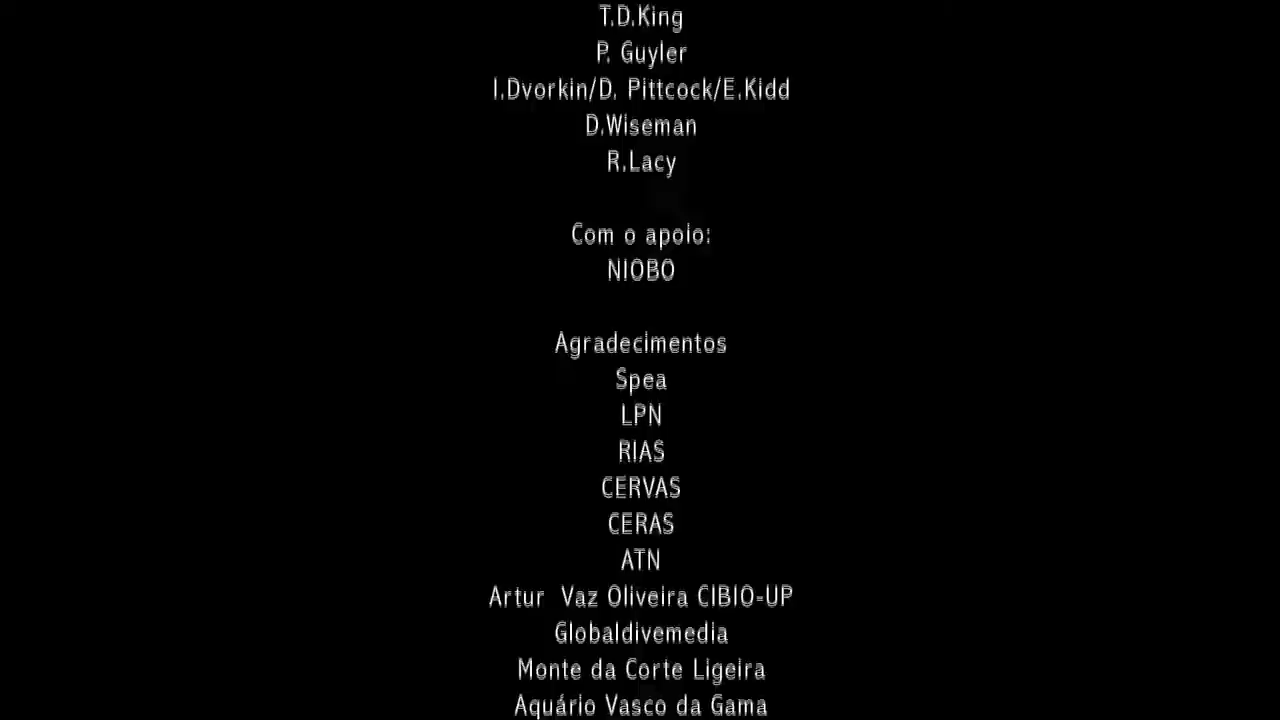 T.D.King
P. Guyler
I.Dvorkin/D. Pittcock/E.Kidd
D.Wiseman
R.Lacy
Com o apoio:
NIOBO
Agradecimentos
Spea
LPN
RIAS
CERVAS
CERAS
ATN
Artur  Vaz Oliveira CIBIO-UP
Globaldivemedia
Monte da Corte Ligeira
Aquário Vasco da Gama